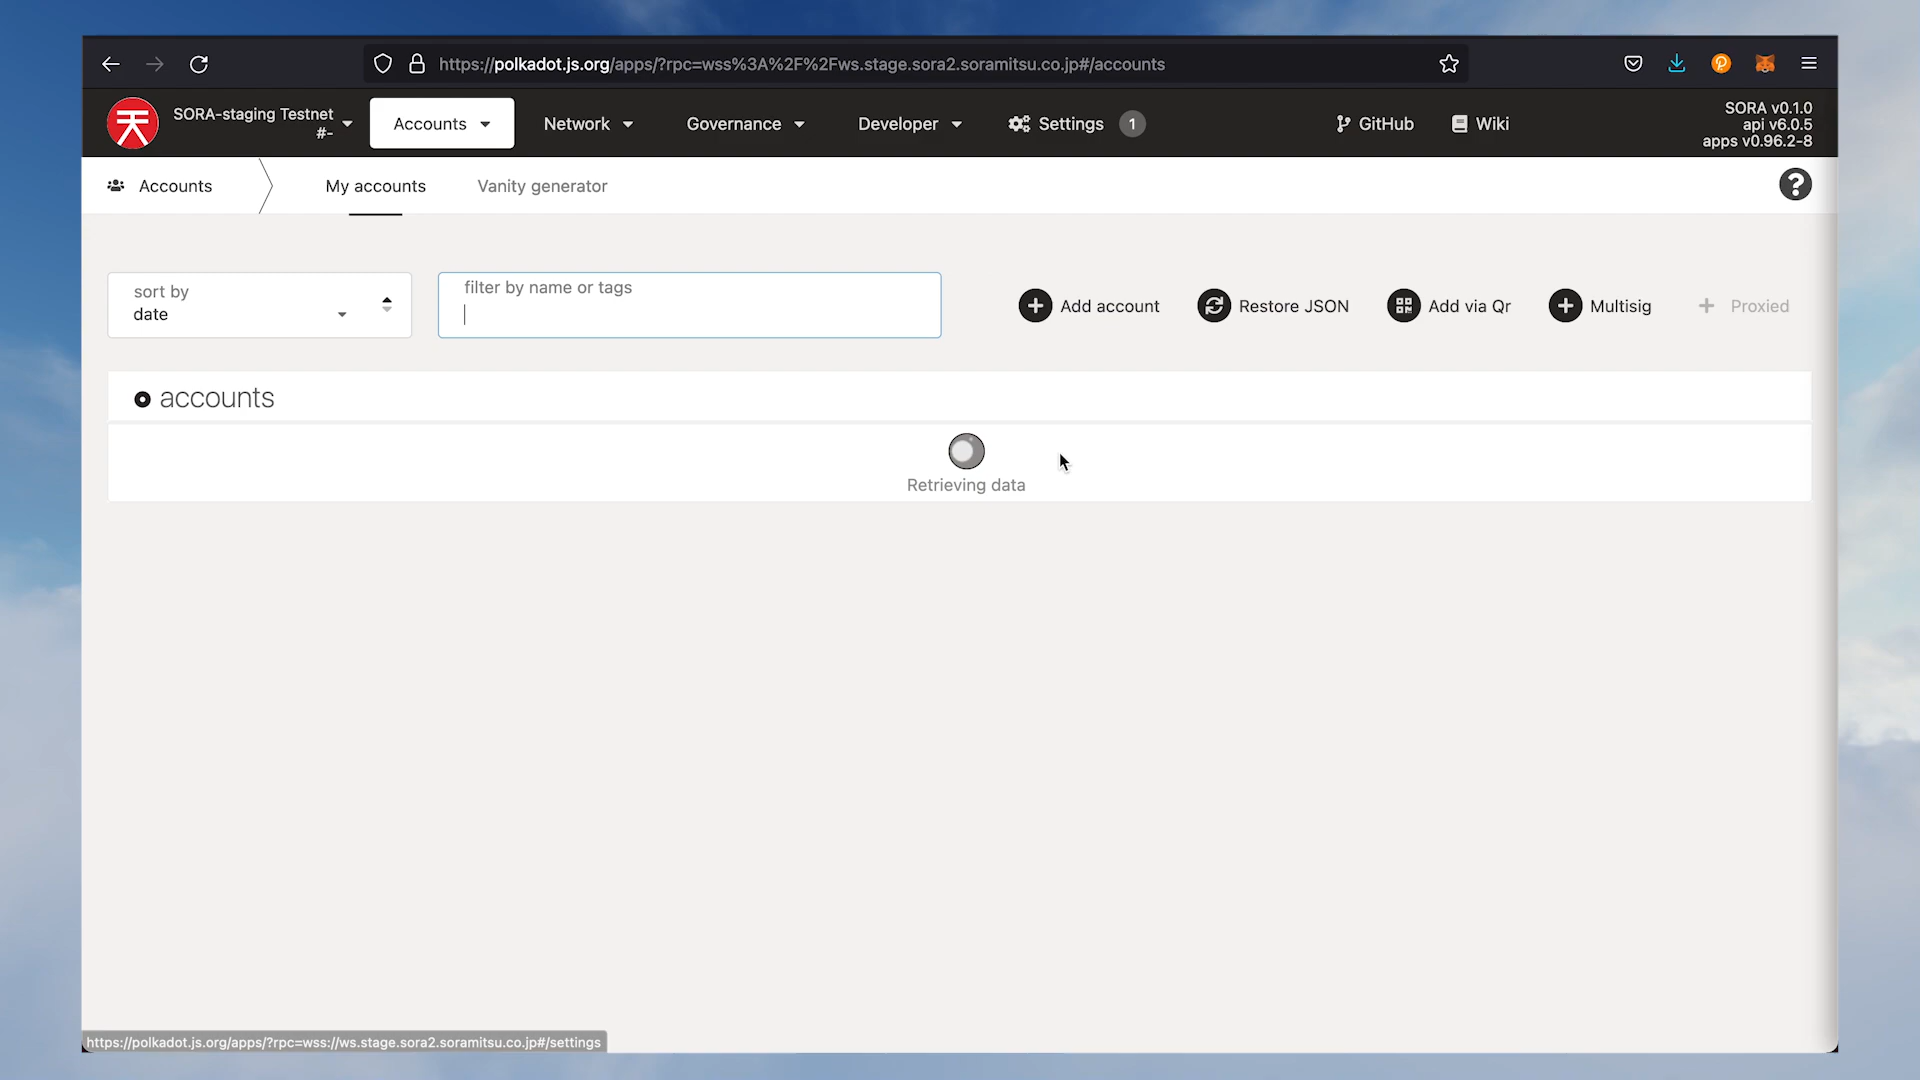 https://polkadot.js.org/apps/?rpc=wss%3A%2F%2Fws.stage.sora2.soramitsu.co.jp#/accounts
SORA-staging Testnet
#-
Accounts
Network
Governance
Developer
Settings
1
GitHub
Wiki
SORA v0.1.0
api v6.0.5
apps v0.96.2-8
Accounts
My accounts
Vanity generator
sort by
date
filter by name or tags
Add account
Restore JSON
Add via Qr
Multisig
Proxied
accounts
Retrieving data
https://polkadot.js.org/apps/?rpc=wss://ws.stage.sora2.soramitsu.co.jp#/settings